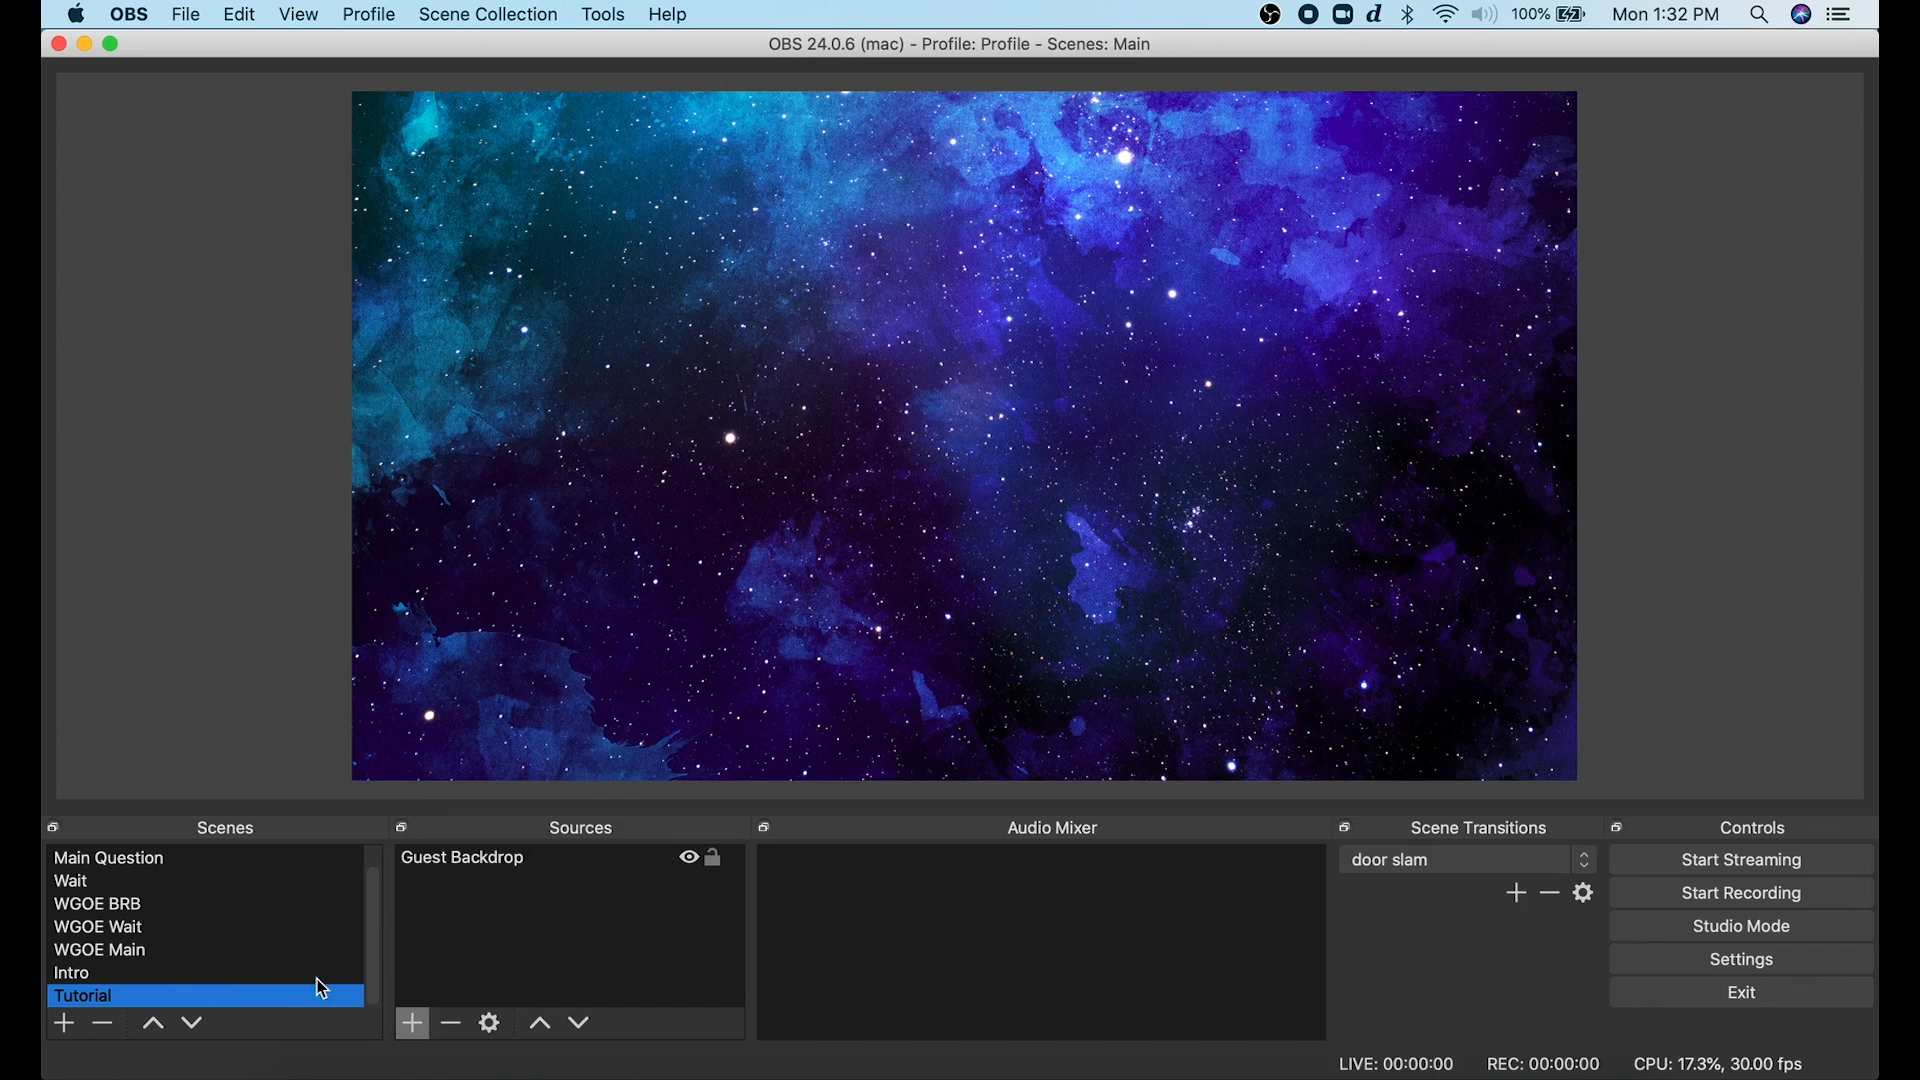 OBS File Edit View Profile Scene Collection Tools Help d 100% Mon 1:32 PM
OBS 24.0.6 (mac) - Profile: Profile - Scenes: Main
Scenes Sources Audio Mixer Scene Transitions Controls
Main Question
Wait
WGOE BRB
WGOE Wait
WGOE Main
Intro
Tutorial
Guest Backdrop
door slam
Start Streaming
Start Recording
Studio Mode
Settings
Exit
LIVE: 00:00:00 REC: 00:00:00 CPU: 17.3%, 30.00 fps